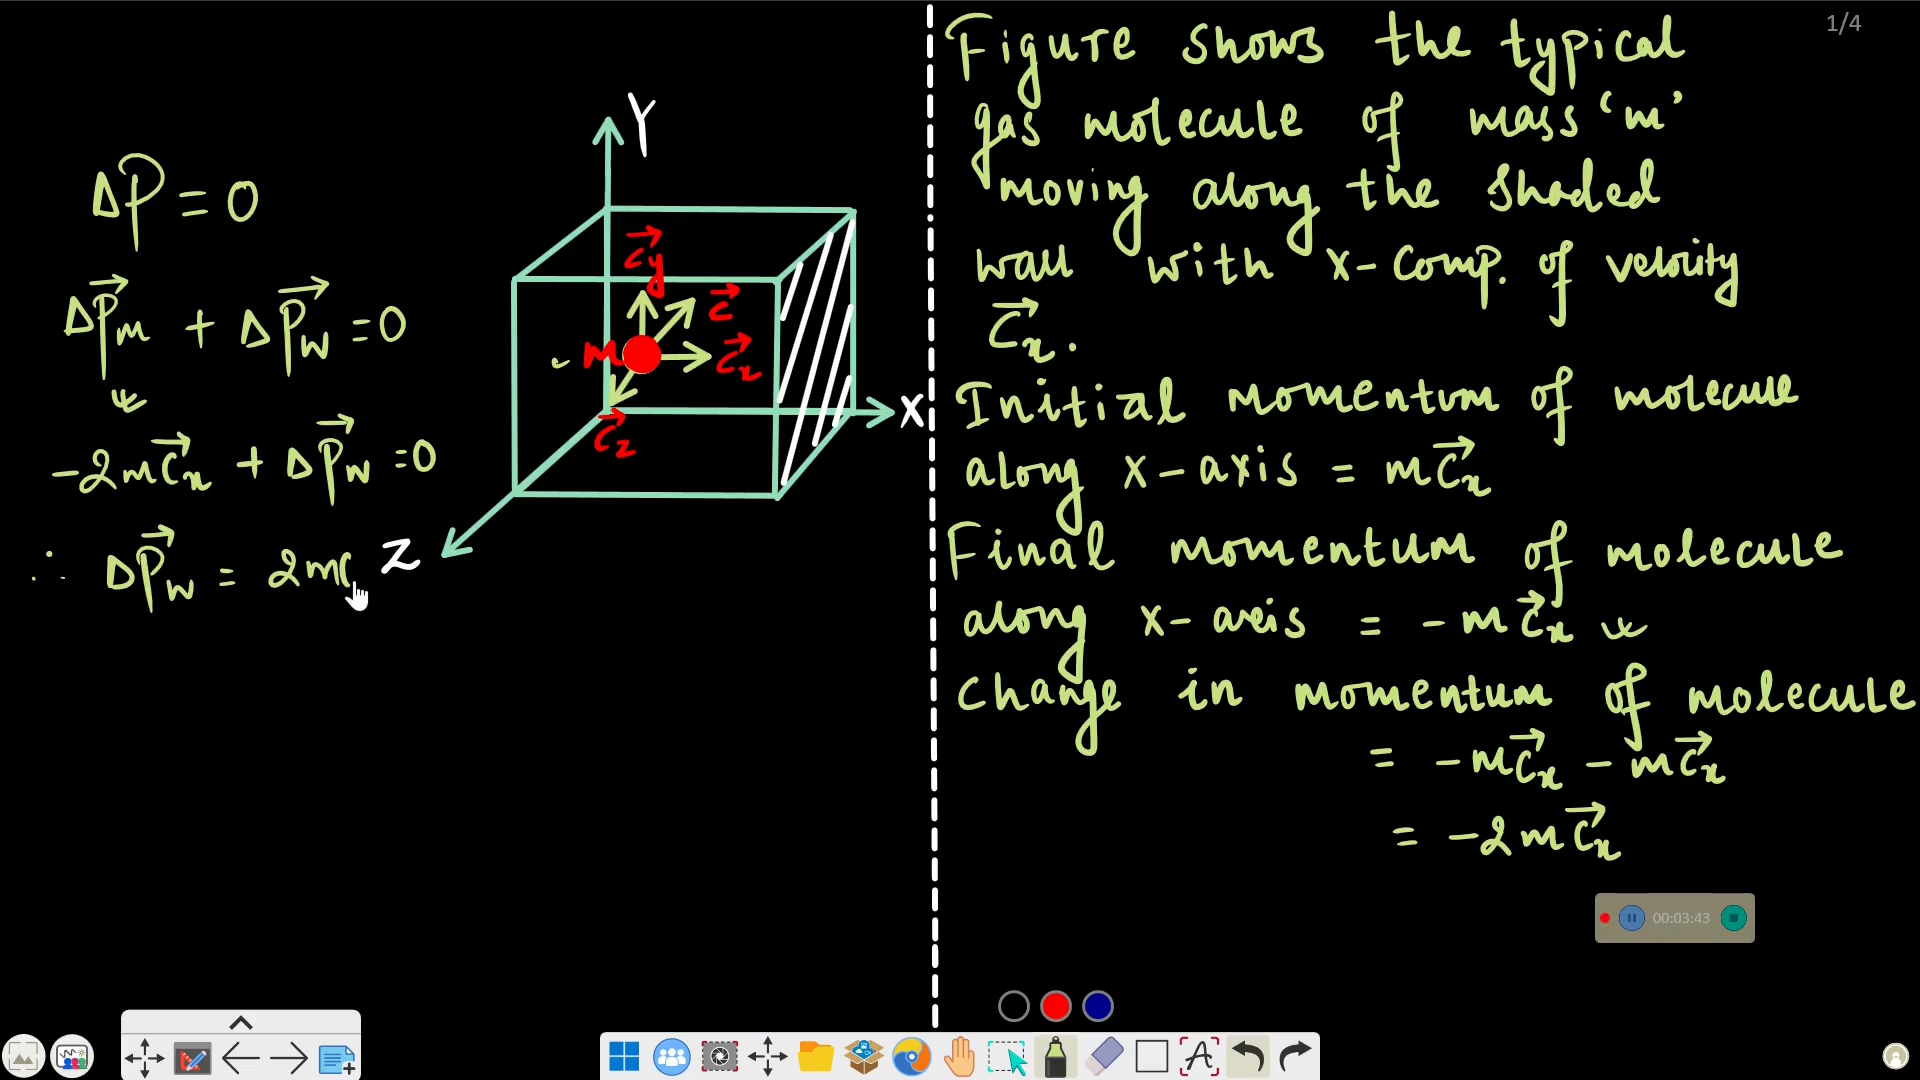 1/4
ΔP = 0
ΔP⃗m + ΔP⃗w = 0
-2mC⃗x + ΔP⃗w = 0
∴ ΔP⃗w = 2mC
Y
C⃗y
C⃗
m
C⃗x
X
C⃗z
Z
Figure shows the typical
gas molecule of mass 'm'
moving along the shaded
wall with x-comp. of velocity
C⃗x.
Initial momentum of molecule
along x-axis = mC⃗x
Final momentum of molecule
along x-axis = -mC⃗x
Change in momentum of molecule
= -mC⃗x - mC⃗x
= -2mC⃗x
00:03:43